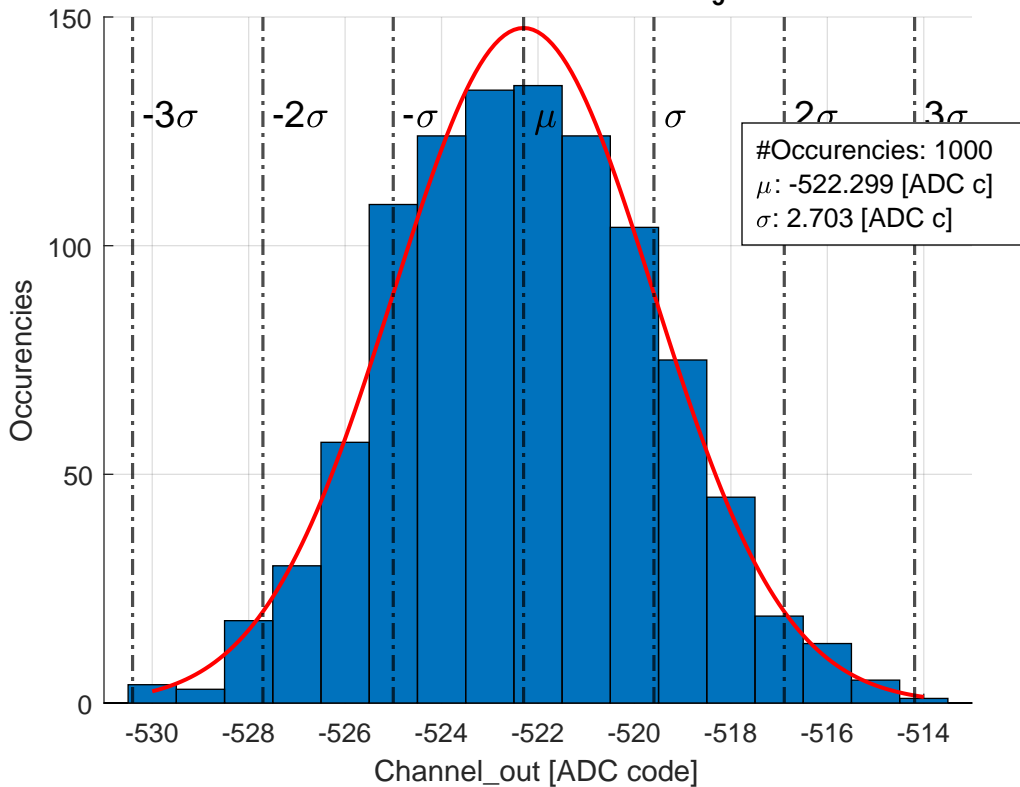 150
-3σ -2σ -σ μ σ 2σ 3σ
#Occurencies: 1000
μ: -522.299 [ADC c]
σ: 2.703 [ADC c]
100
50
0
Occurencies
-530 -528 -526 -524 -522 -520 -518 -516 -514
Channel_out [ADC code]